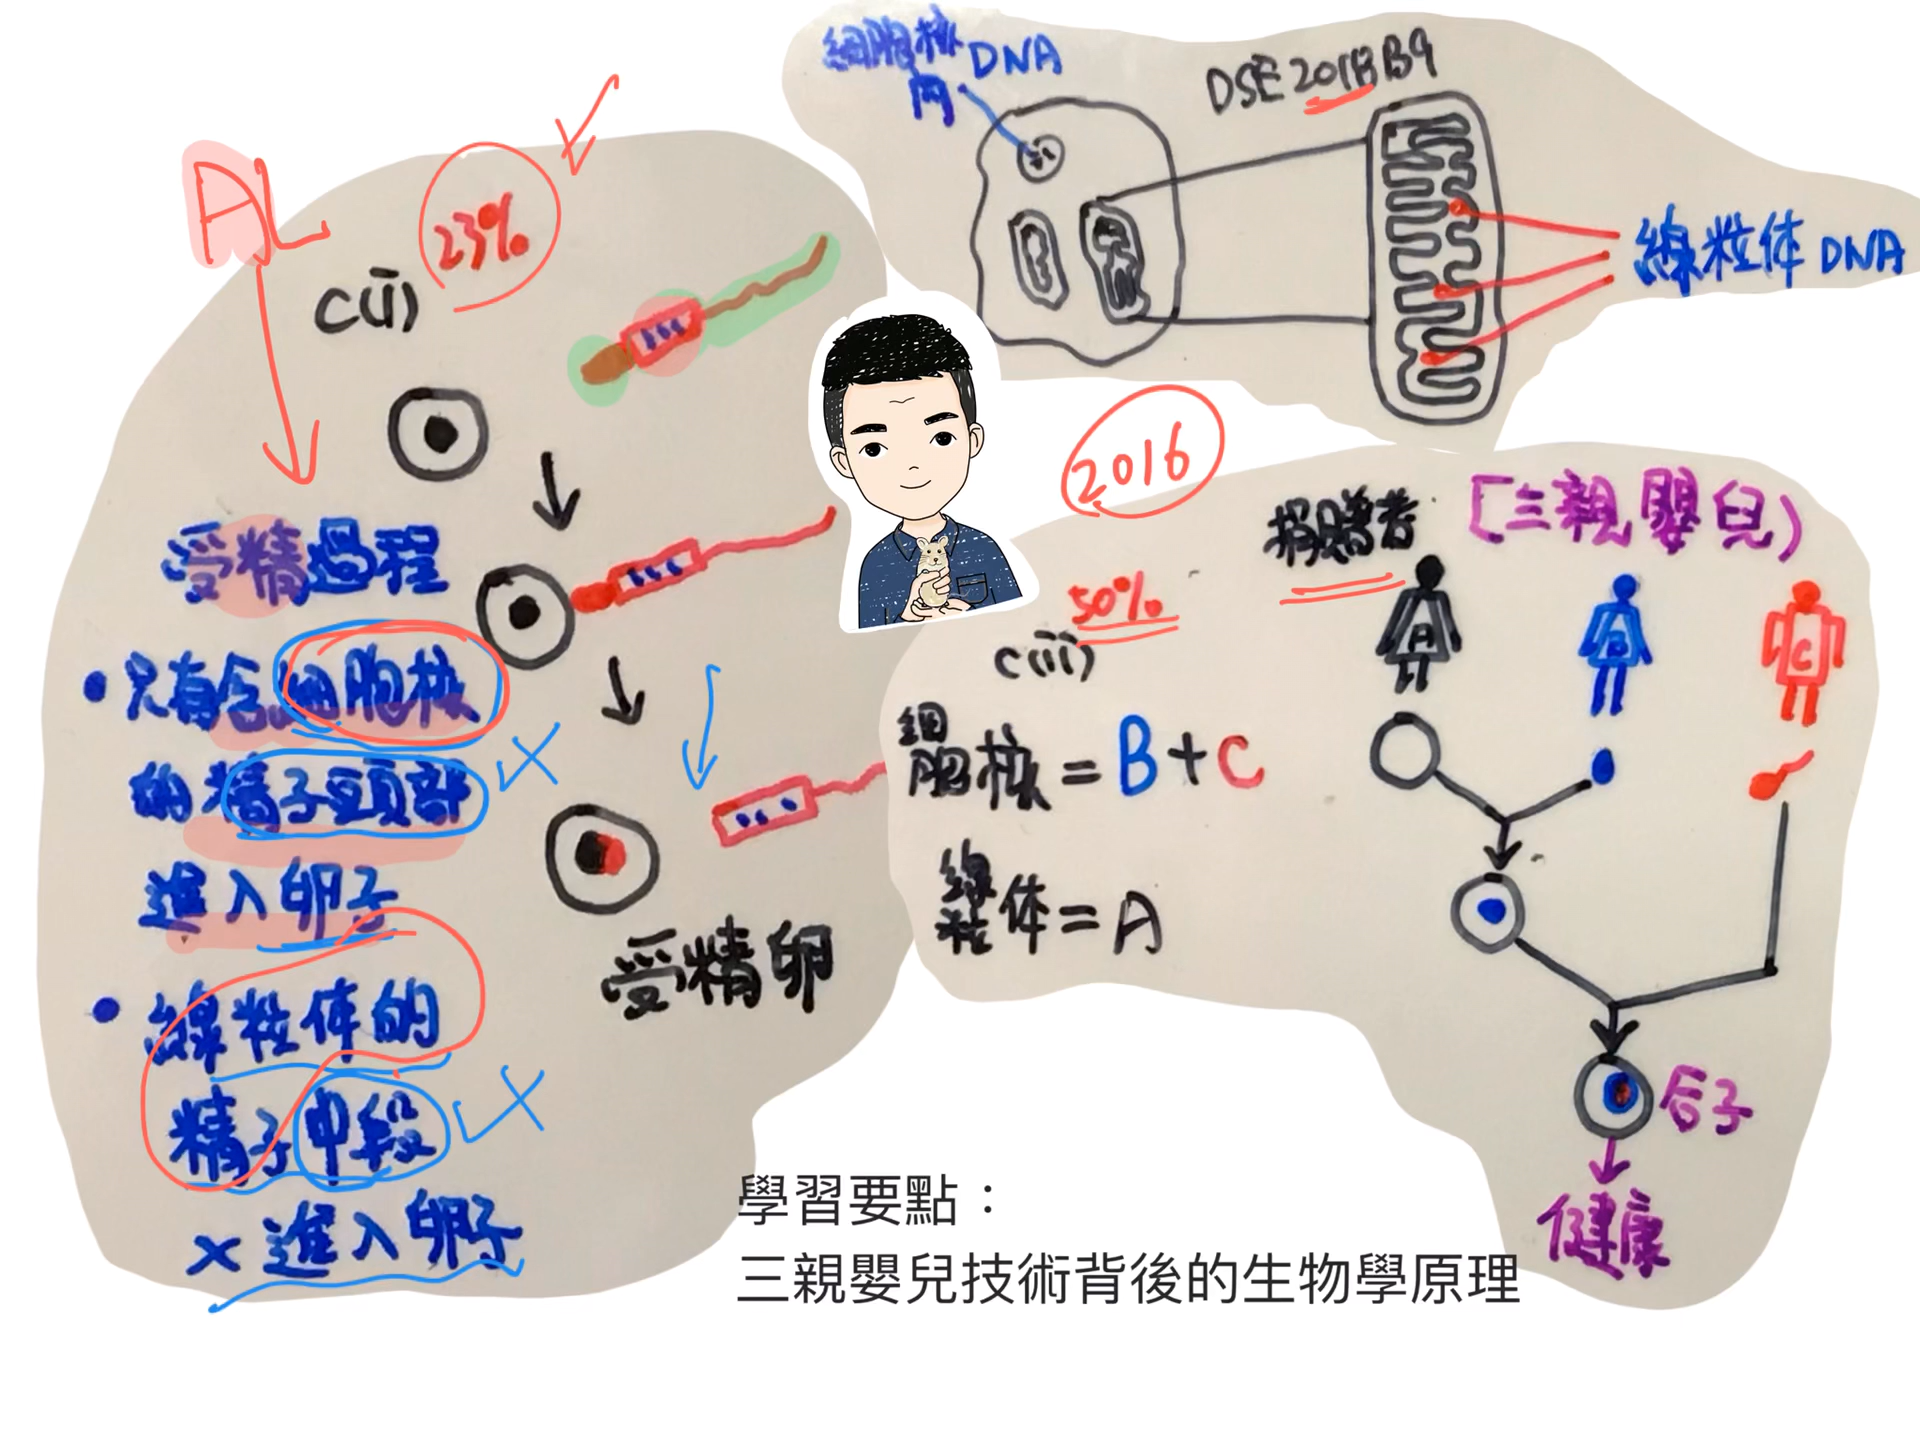 細胞核
內
DNA
DSE 2018 B9
線粒体 DNA
AL
23%
C(i)
受精過程
• 只有含細胞核
的精子頭部
進入卵子
• 線粒体的
精子中段
× 進入卵子
受精卵
2016
捐贈者
[三親嬰兒)
A
B
C
50%
C(ii)
細胞核 = B + C
線粒体 = A
合子
健康
學習要點：
三親嬰兒技術背後的生物學原理